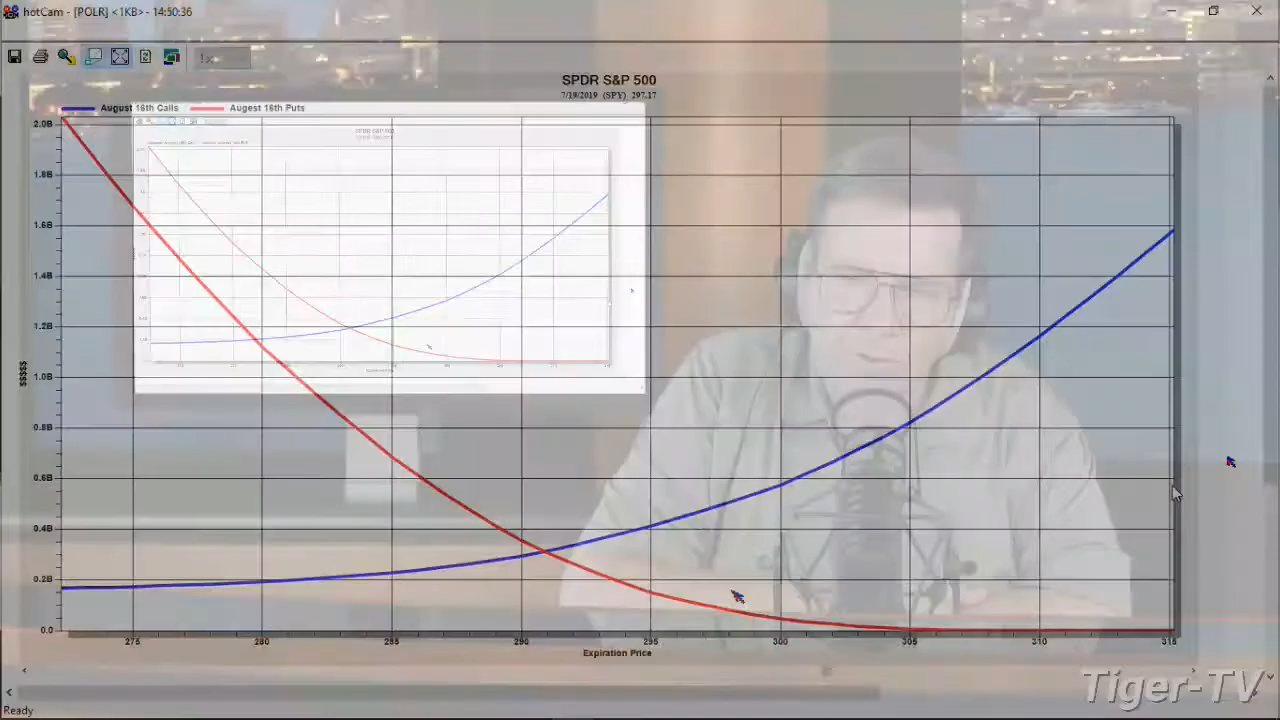 hotCam - [POLR] <1KB> - 14:50:36
SPDR S&P 500
7/19/2019 (SPY) 297.17
August 16th Calls
Augest 16th Puts
2.0B
1.8B
1.6B
1.4B
1.2B
1.0B
0.8B
0.6B
0.4B
0.2B
0.0
$$$$$
275 280 285 290 295 300 305 310 315
Expiration Price
Ready
Tiger-TV